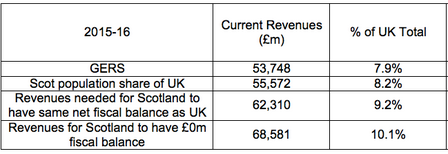 2015-16
Current Revenues
(£m)
% of UK Total
GERS
53,748
7.9%
Scot population share of UK
55,572
8.2%
Revenues needed for Scotland to
have same net fiscal balance as UK
62,310
9.2%
Revenues for Scotland to have £0m
fiscal balance
68,581
10.1%